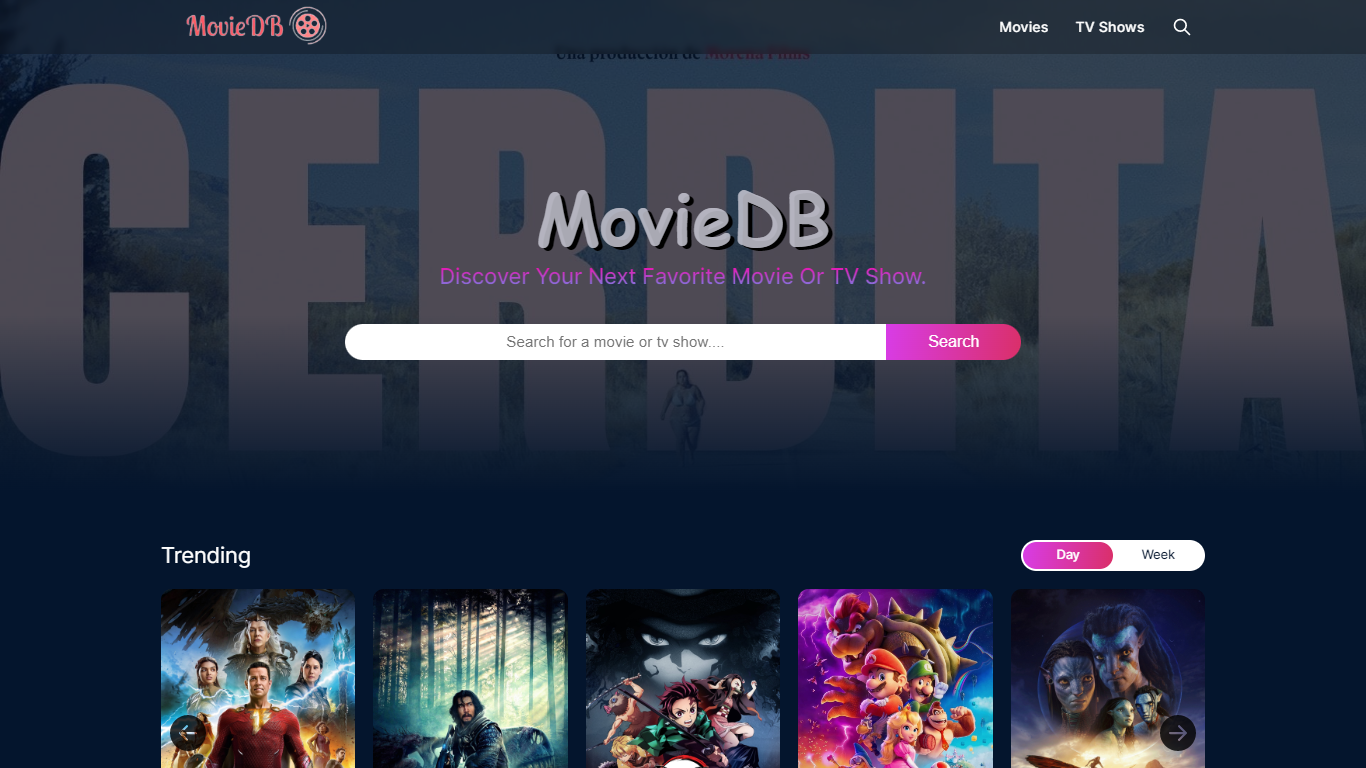 MovieDB
Movies
TV Shows
Una producción de Morena Films
CERDITA
MovieDB
Discover Your Next Favorite Movie Or TV Show.
Search for a movie or tv show....
Search
Trending
Day
Week